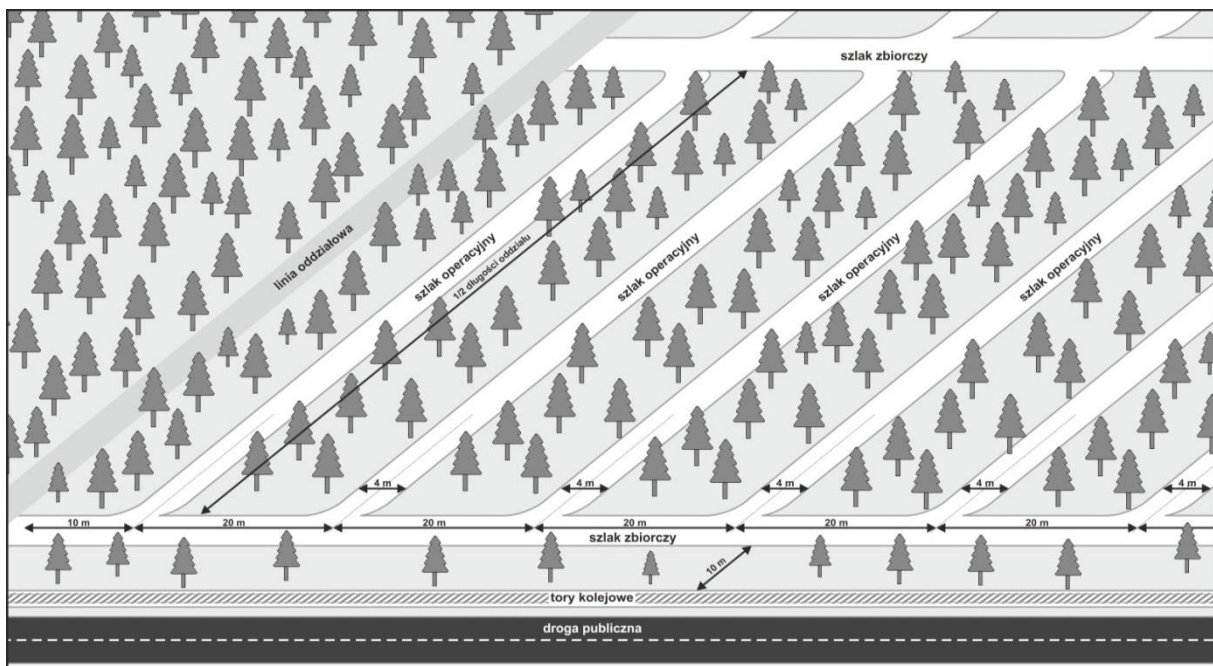 szlak zbiorczy
linia oddziałowa
szlak operacyjny
1/2 długości oddziału
szlak operacyjny
szlak operacyjny
szlak operacyjny
4 m
4 m
4 m
4 m
4 m
10 m
20 m
20 m
20 m
20 m
20 m
szlak zbiorczy
10 m
tory kolejowe
droga publiczna